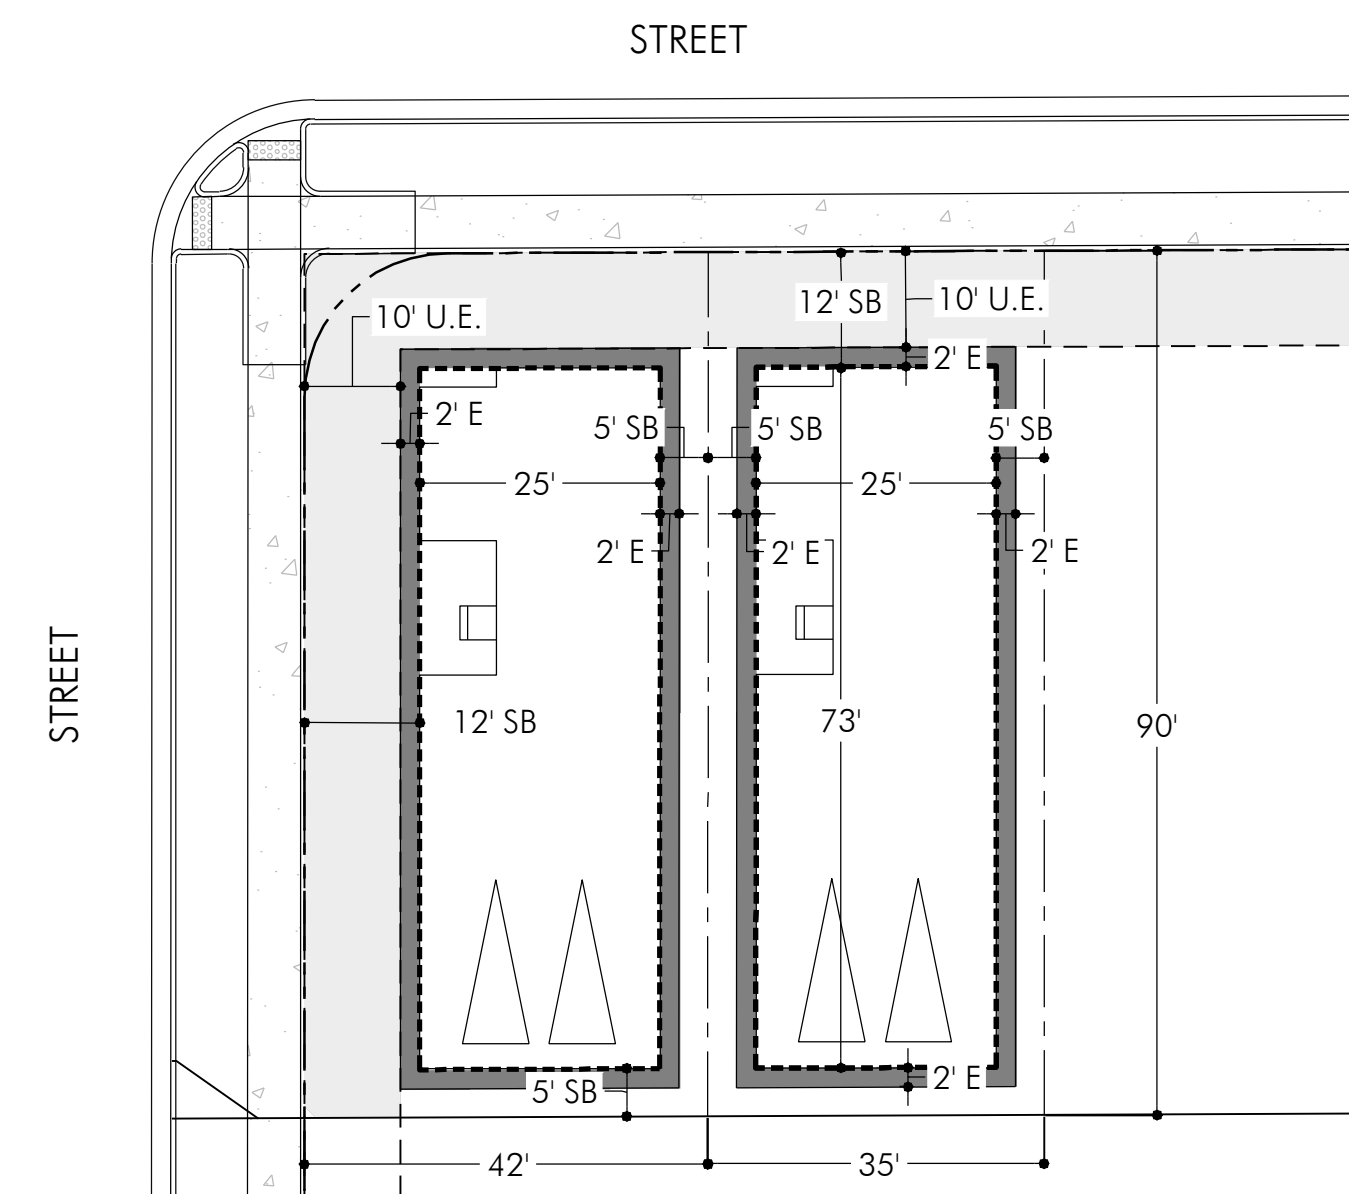 STREET
12' SB
10' U.E.
10' U.E.
2' E
2' E
5' SB
5' SB
5' SB
25'
25'
2' E
2' E
2' E
STREET
12' SB
73'
90'
2' E
5' SB
42'
35'